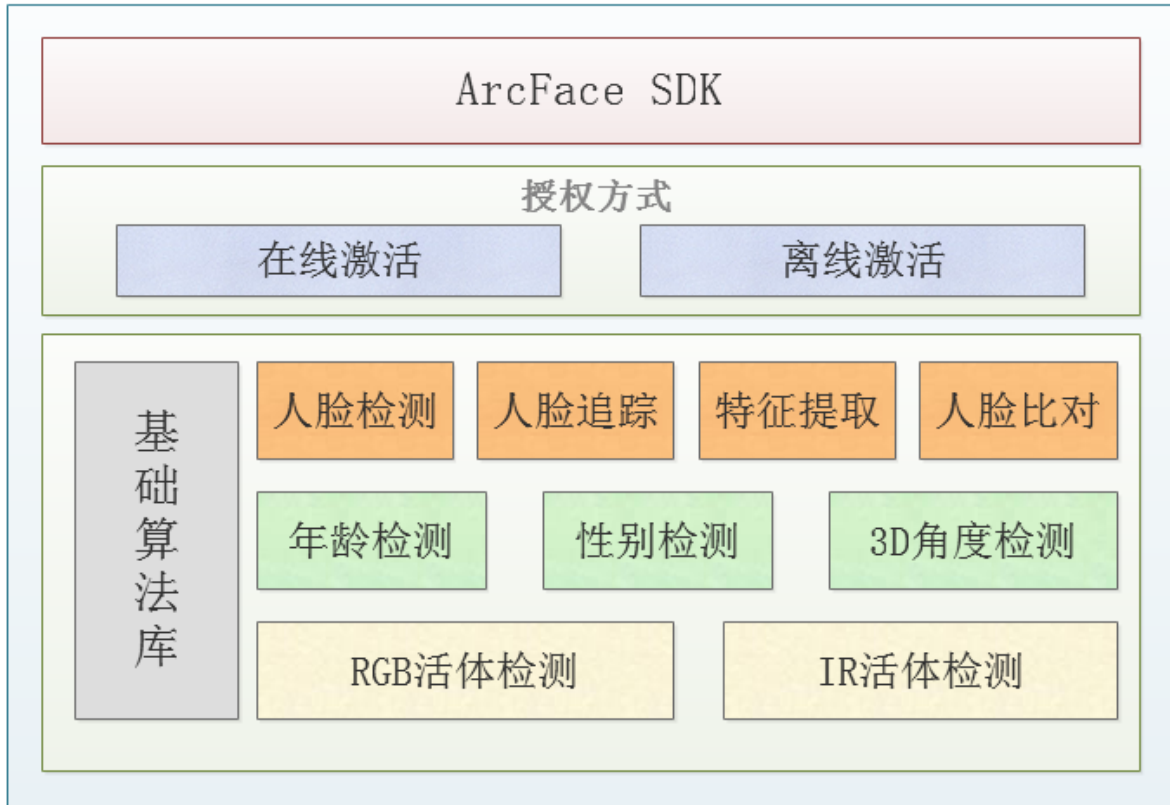 ArcFace SDK
授权方式
在线激活
离线激活
基础算法库
人脸检测
人脸追踪
特征提取
人脸比对
年龄检测
性别检测
3D角度检测
RGB活体检测
IR活体检测